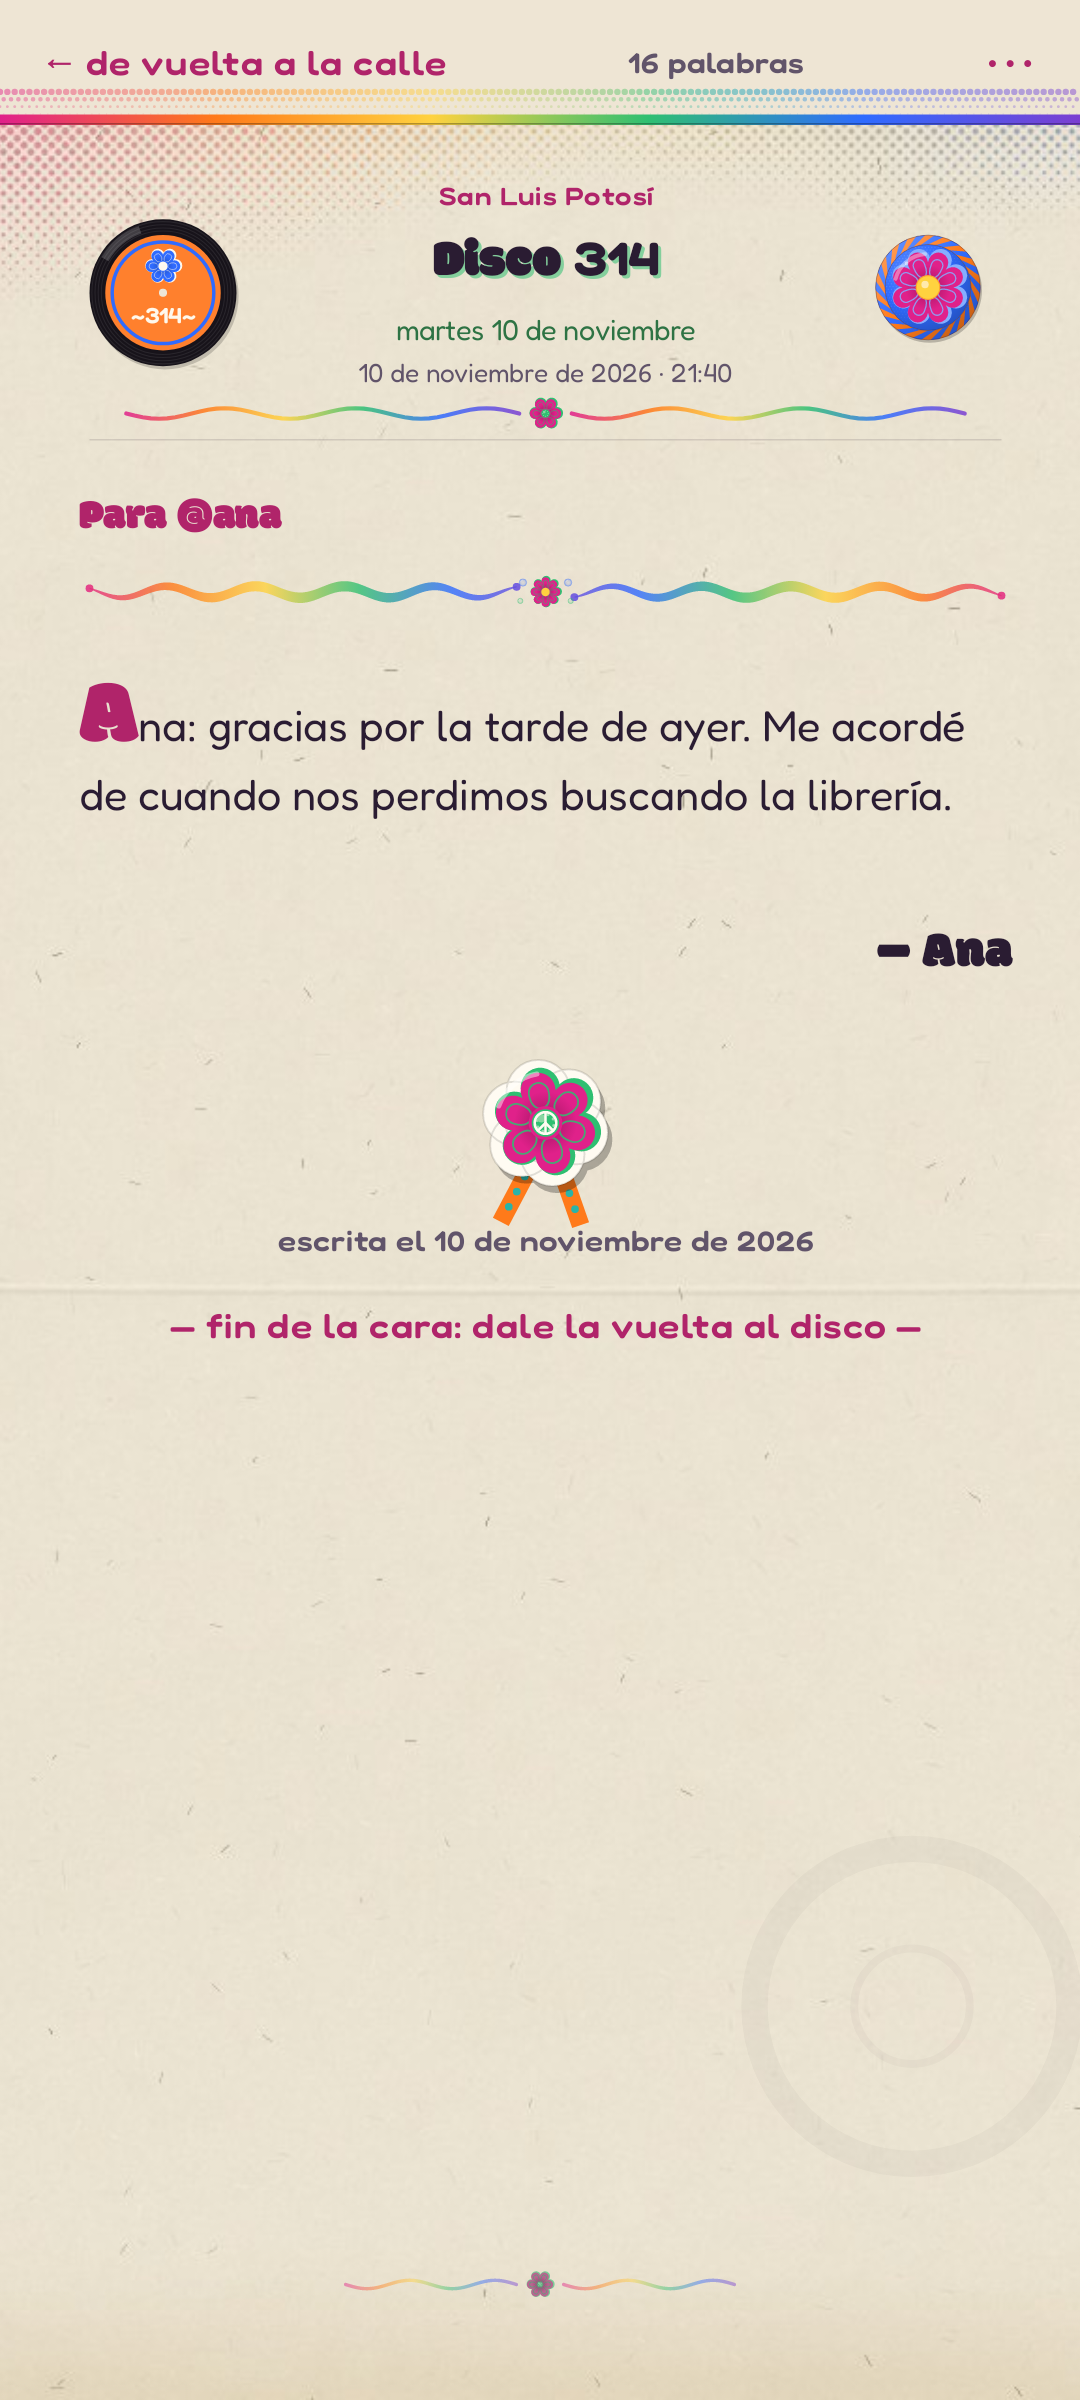 ← de vuelta a la calle
16 palabras
...
San Luis Potosí
Disco 314
~314~
martes 10 de noviembre
10 de noviembre de 2026 · 21:40
Para @ana
Ana: gracias por la tarde de ayer. Me acordé
de cuando nos perdimos buscando la librería.
— Ana
escrita el 10 de noviembre de 2026
— fin de la cara: dale la vuelta al disco —